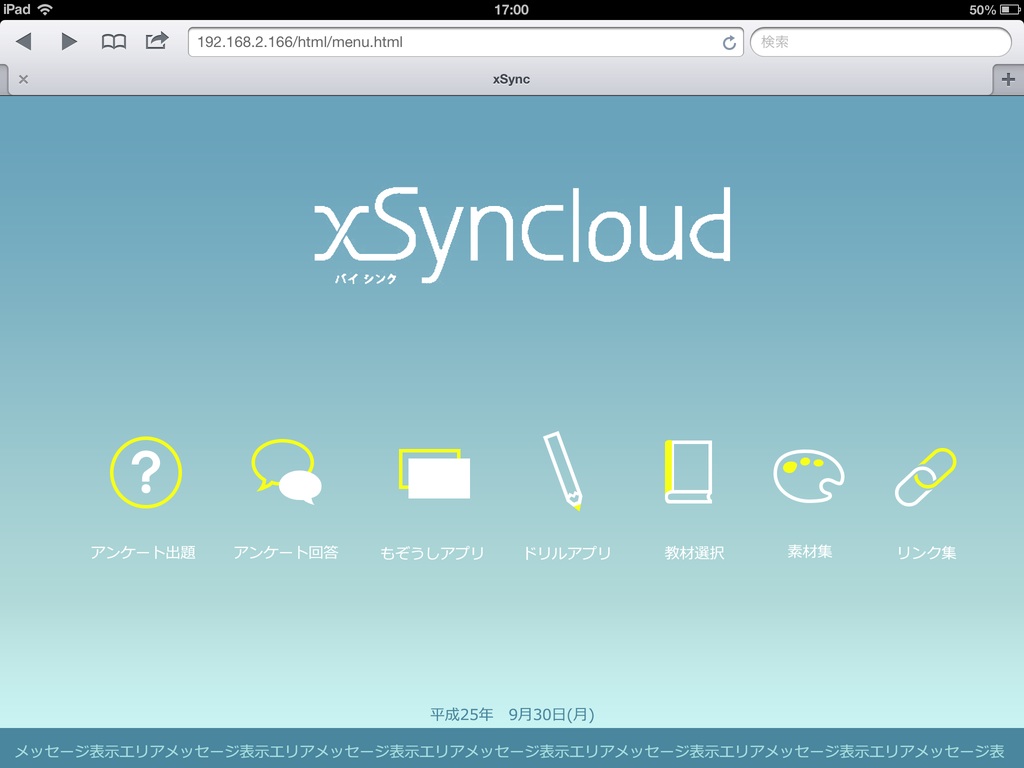 iPad 17:00 50%
192.168.2.166/html/menu.html 検索
xSync
xSyncloud
バイ シンク
?
アンケート出題 アンケート回答 もぞうしアプリ ドリルアプリ 教材選択 素材集 リンク集
平成25年 9月30日(月)
メッセージ表示エリアメッセージ表示エリアメッセージ表示エリアメッセージ表示エリアメッセージ表示エリアメッセージ表示エリアメッセージ表